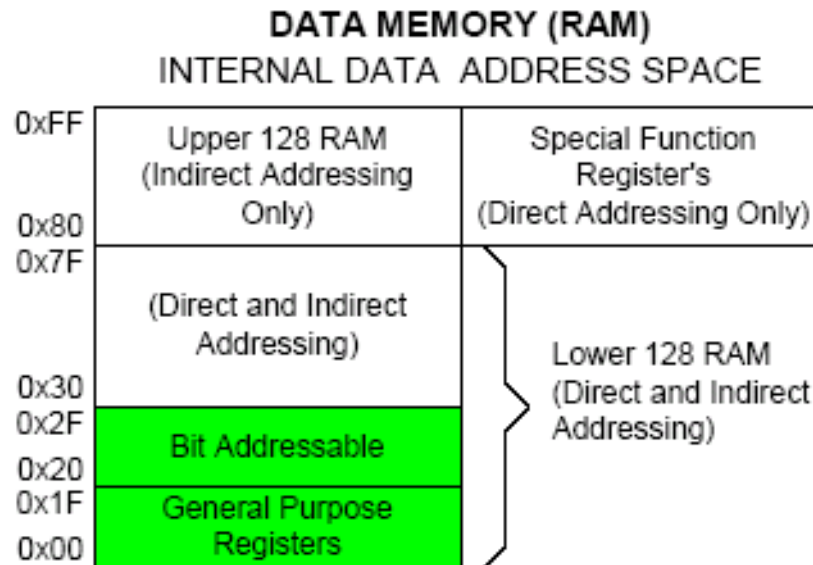 DATA MEMORY (RAM)
INTERNAL DATA ADDRESS SPACE
0xFF
Upper 128 RAM
(Indirect Addressing
Only)
0x80
Special Function
Register's
(Direct Addressing Only)
0x7F
(Direct and Indirect
Addressing)
0x30
0x2F
Bit Addressable
0x20
0x1F
General Purpose
Registers
0x00
Lower 128 RAM
(Direct and Indirect
Addressing)